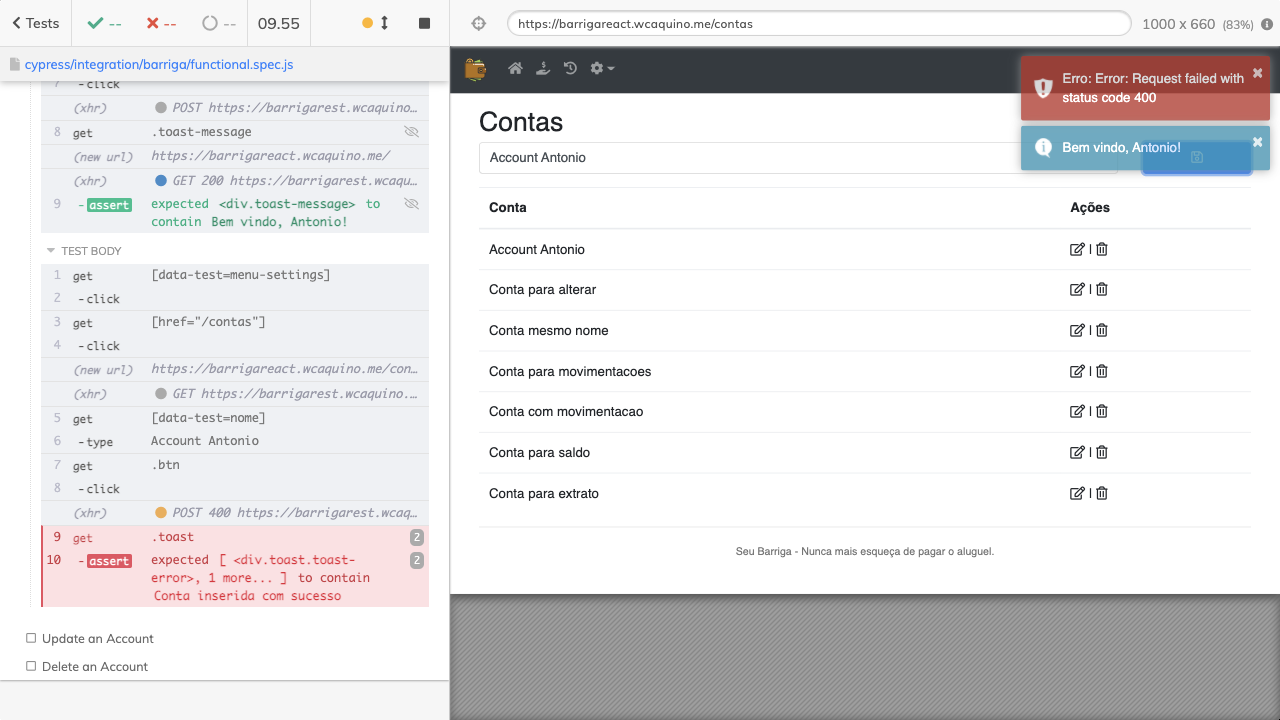 Tests
--
--
--
09.55
https://barrigareact.wcaquino.me/contas
1000 x 660 (83%)
cypress/integration/barriga/functional.spec.js
7 - click
(xhr) POST https://barrigarest.wcaquino...
8 get .toast-message
(new url) https://barrigareact.wcaquino.me/
(xhr) GET 200 https://barrigarest.wcaqu...
9 - assert expected <div.toast-message> to
contain Bem vindo, Antonio!
TEST BODY
1 get [data-test=menu-settings]
2 - click
3 get [href="/contas"]
4 - click
(new url) https://barrigareact.wcaquino.me/con...
(xhr) GET https://barrigarest.wcaquino....
5 get [data-test=nome]
6 - type Account Antonio
7 get .btn
8 - click
(xhr) POST 400 https://barrigarest.wcaq...
9 get .toast 2
10 - assert expected [ <div.toast.toast-
error>, 1 more... ] to contain
Conta inserida com sucesso
2
Update an Account
Delete an Account
Erro: Error: Request failed with
status code 400
×
Bem vindo, Antonio!
×
Contas
Account Antonio
Conta Ações
Account Antonio |
Conta para alterar |
Conta mesmo nome |
Conta para movimentacoes |
Conta com movimentacao |
Conta para saldo |
Conta para extrato |
Seu Barriga - Nunca mais esqueça de pagar o aluguel.